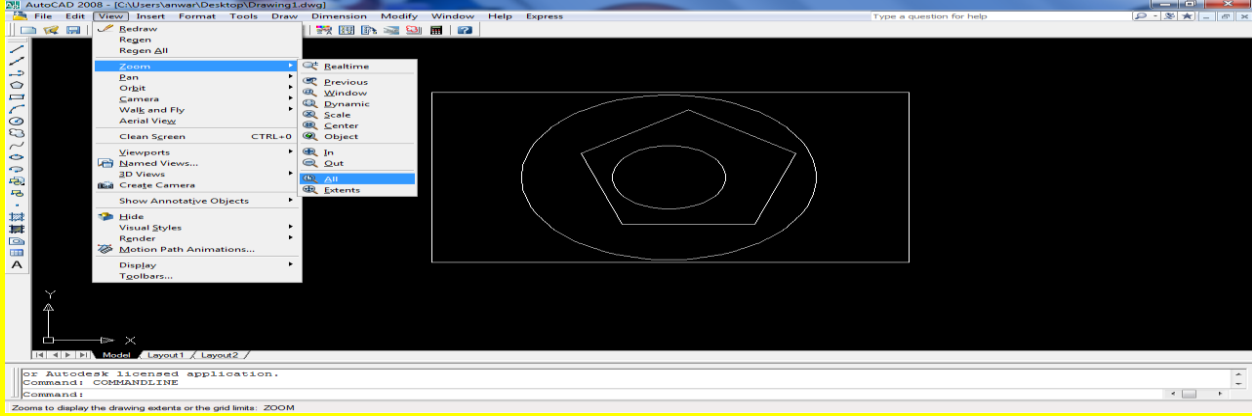 AutoCAD 2008 - [C:\Users\anwar\Desktop\Drawing1.dwg]
File Edit View Insert Format Tools Draw Dimension Modify Window Help Express Type a question for help
Redraw
Regen
Regen All
Zoom
Pan
Orbit
Camera
Walk and Fly
Aerial View
Clean Screen CTRL+0
Viewports
Named Views...
3D Views
Create Camera
Show Annotative Objects
Hide
Visual Styles
Render
Motion Path Animations...
Display
Toolbars...
Realtime
Previous
Window
Dynamic
Scale
Center
Object
In
Out
All
Extents
A
Y
X
Model Layout1 Layout2
or Autodesk licensed application.
Command: COMMANDLINE
Command:
Zooms to display the drawing extents or the grid limits: ZOOM